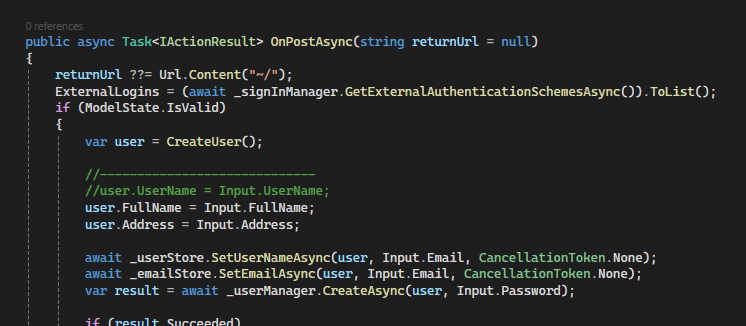 0 references
public async Task<IActionResult> OnPostAsync(string returnUrl = null)
{
returnUrl ??= Url.Content("~/");
ExternalLogins = (await _signInManager.GetExternalAuthenticationSchemesAsync()).ToList();
if (ModelState.IsValid)
{
var user = CreateUser();
//-----------------------------
//user.UserName = Input.UserName;
user.FullName = Input.FullName;
user.Address = Input.Address;
await _userStore.SetUserNameAsync(user, Input.Email, CancellationToken.None);
await _emailStore.SetEmailAsync(user, Input.Email, CancellationToken.None);
var result = await _userManager.CreateAsync(user, Input.Password);
if (result.Succeeded)